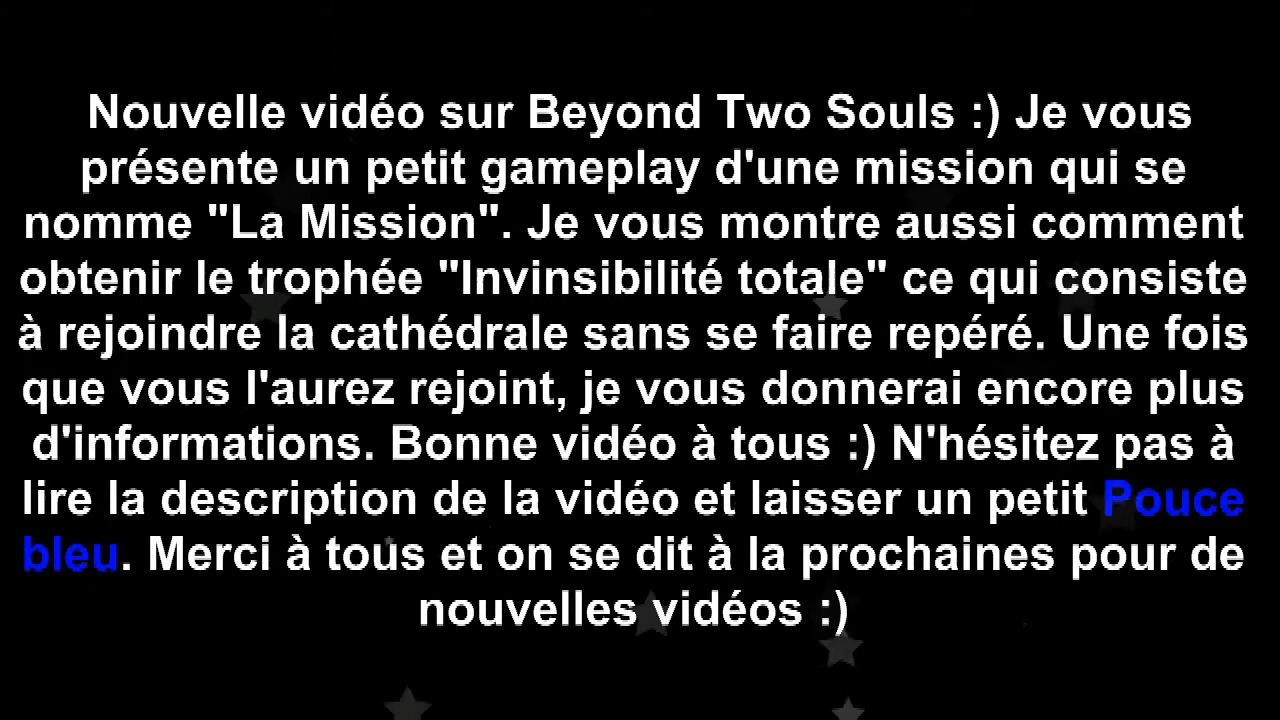 Nouvelle vidéo sur Beyond Two Souls :) Je vous
présente un petit gameplay d'une mission qui se
nomme "La Mission". Je vous montre aussi comment
obtenir le trophée "Invinsibilité totale" ce qui consiste
à rejoindre la cathédrale sans se faire repéré. Une fois
que vous l'aurez rejoint, je vous donnerai encore plus
d'informations. Bonne vidéo à tous :) N'hésitez pas à
lire la description de la vidéo et laisser un petit Pouce
bleu. Merci à tous et on se dit à la prochaines pour de
nouvelles vidéos :)